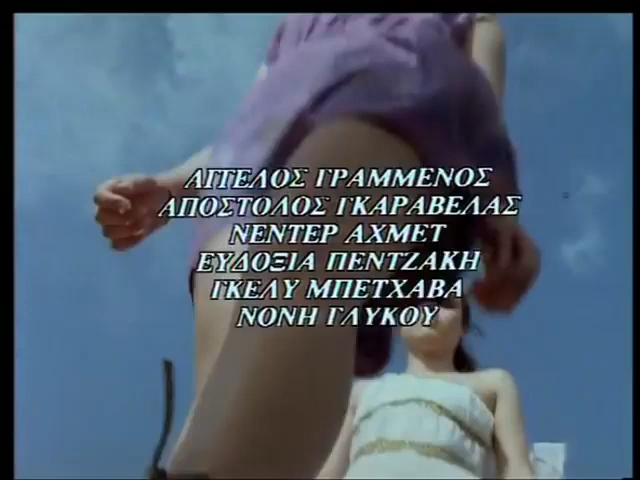 ΑΓΓΕΛΟΣ ΓΡΑΜΜΕΝΟΣ
ΑΠΟΣΤΟΛΟΣ ΓΚΑΡΑΒΕΛΑΣ
ΝΕΝΤΕΡ ΑΧΜΕΤ
ΕΥΔΟΞΙΑ ΠΕΝΤΖΑΚΗ
ΓΚΕΛΥ ΜΠΕΤΧΑΒΑ
ΝΟΝΗ ΓΛΥΚΟΥ